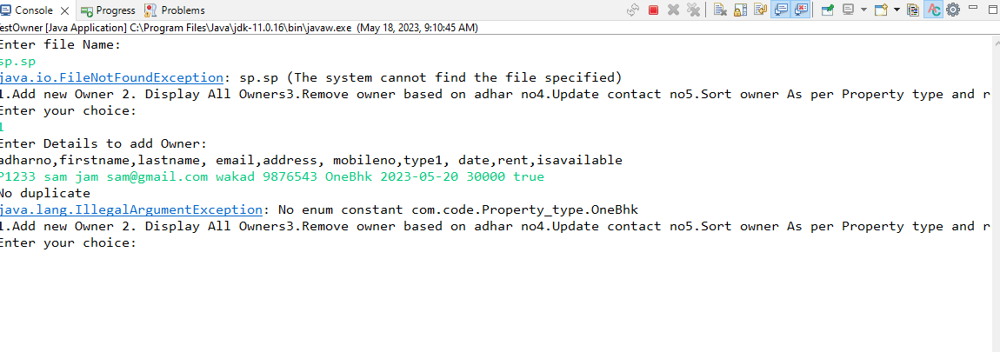 Console Progress Problems
estOwner [Java Application] C:\Program Files\Java\jdk-11.0.16\bin\javaw.exe (May 18, 2023, 9:10:45 AM)
Enter file Name:
sp.sp
java.io.FileNotFoundException: sp.sp (The system cannot find the file specified)
1.Add new Owner 2. Display All Owners3.Remove owner based on adhar no4.Update contact no5.Sort owner As per Property type and r
Enter your choice:
1
Enter Details to add Owner:
adharno,firstname,lastname, email,address, mobileno,type1, date,rent,isavailable
P1233 sam jam sam@gmail.com wakad 9876543 OneBhk 2023-05-20 30000 true
No duplicate
java.lang.IllegalArgumentException: No enum constant com.code.Property_type.OneBhk
1.Add new Owner 2. Display All Owners3.Remove owner based on adhar no4.Update contact no5.Sort owner As per Property type and r
Enter your choice: